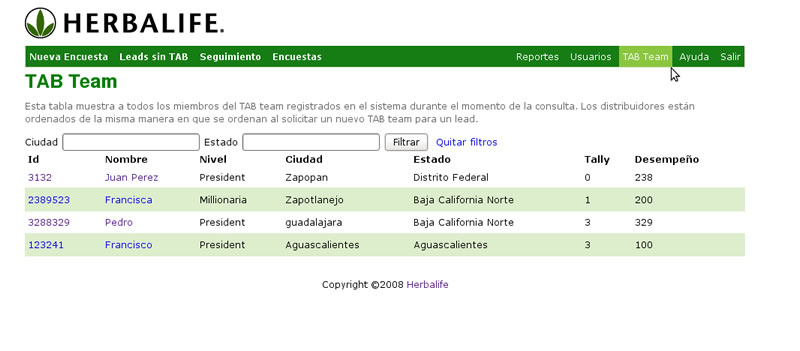 HERBALIFE.
Nueva Encuesta Leads sin TAB Seguimiento Encuestas Reportes Usuarios TAB Team Ayuda Salir
TAB Team
Esta tabla muestra a todos los miembros del TAB team registrados en el sistema durante el momento de la consulta. Los distribuidores están
ordenados de la misma manera en que se ordenan al solicitar un nuevo TAB team para un lead.
Ciudad Estado Filtrar Quitar filtros
Id Nombre Nivel Ciudad Estado Tally Desempeño
3132 Juan Perez President Zapopan Distrito Federal 0 238
2389523 Francisca Millionaria Zapotlanejo Baja California Norte 1 200
3288329 Pedro President guadalajara Baja California Norte 3 329
123241 Francisco President Aguascalientes Aguascalientes 3 100
Copyright ©2008 Herbalife